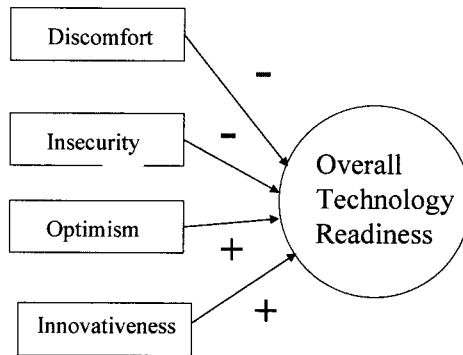 Discomfort
–
Insecurity
–
Overall
Technology
Readiness
Optimism
+
Innovativeness
+